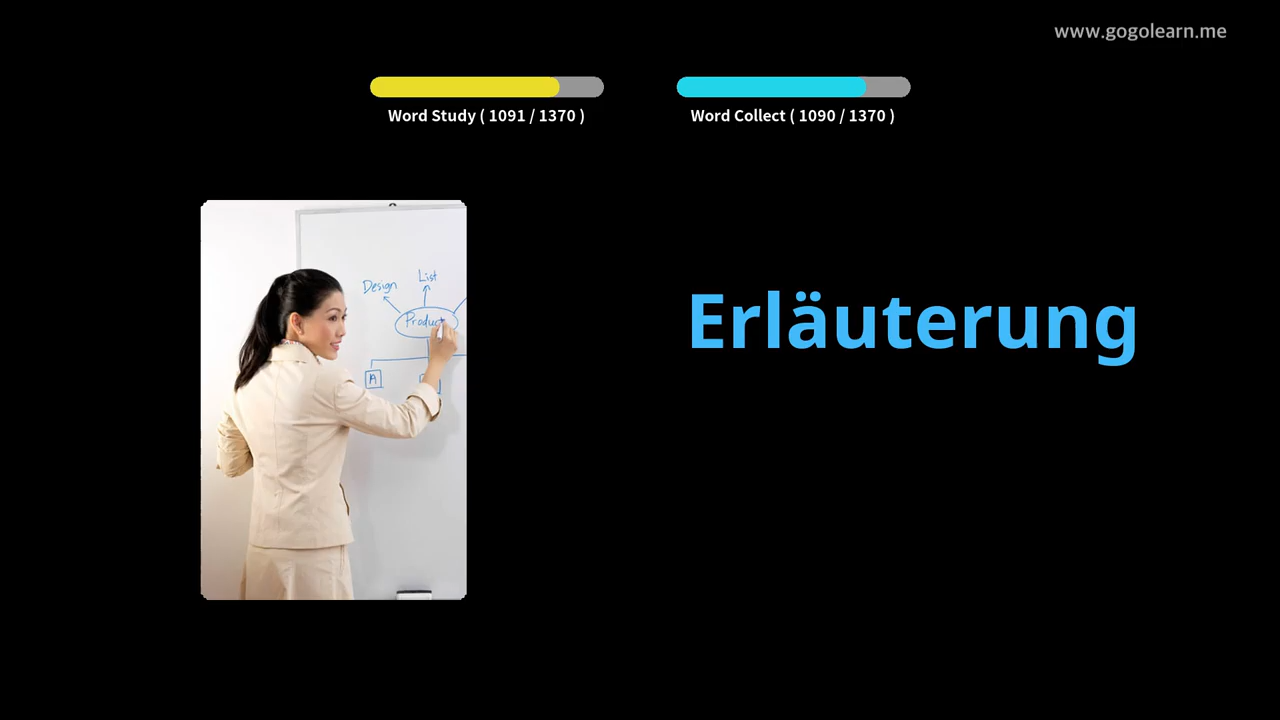 www.gogolearn.me
Word Study ( 1091 / 1370 )
Word Collect ( 1090 / 1370 )
Design
List
Product
A
Erläuterung